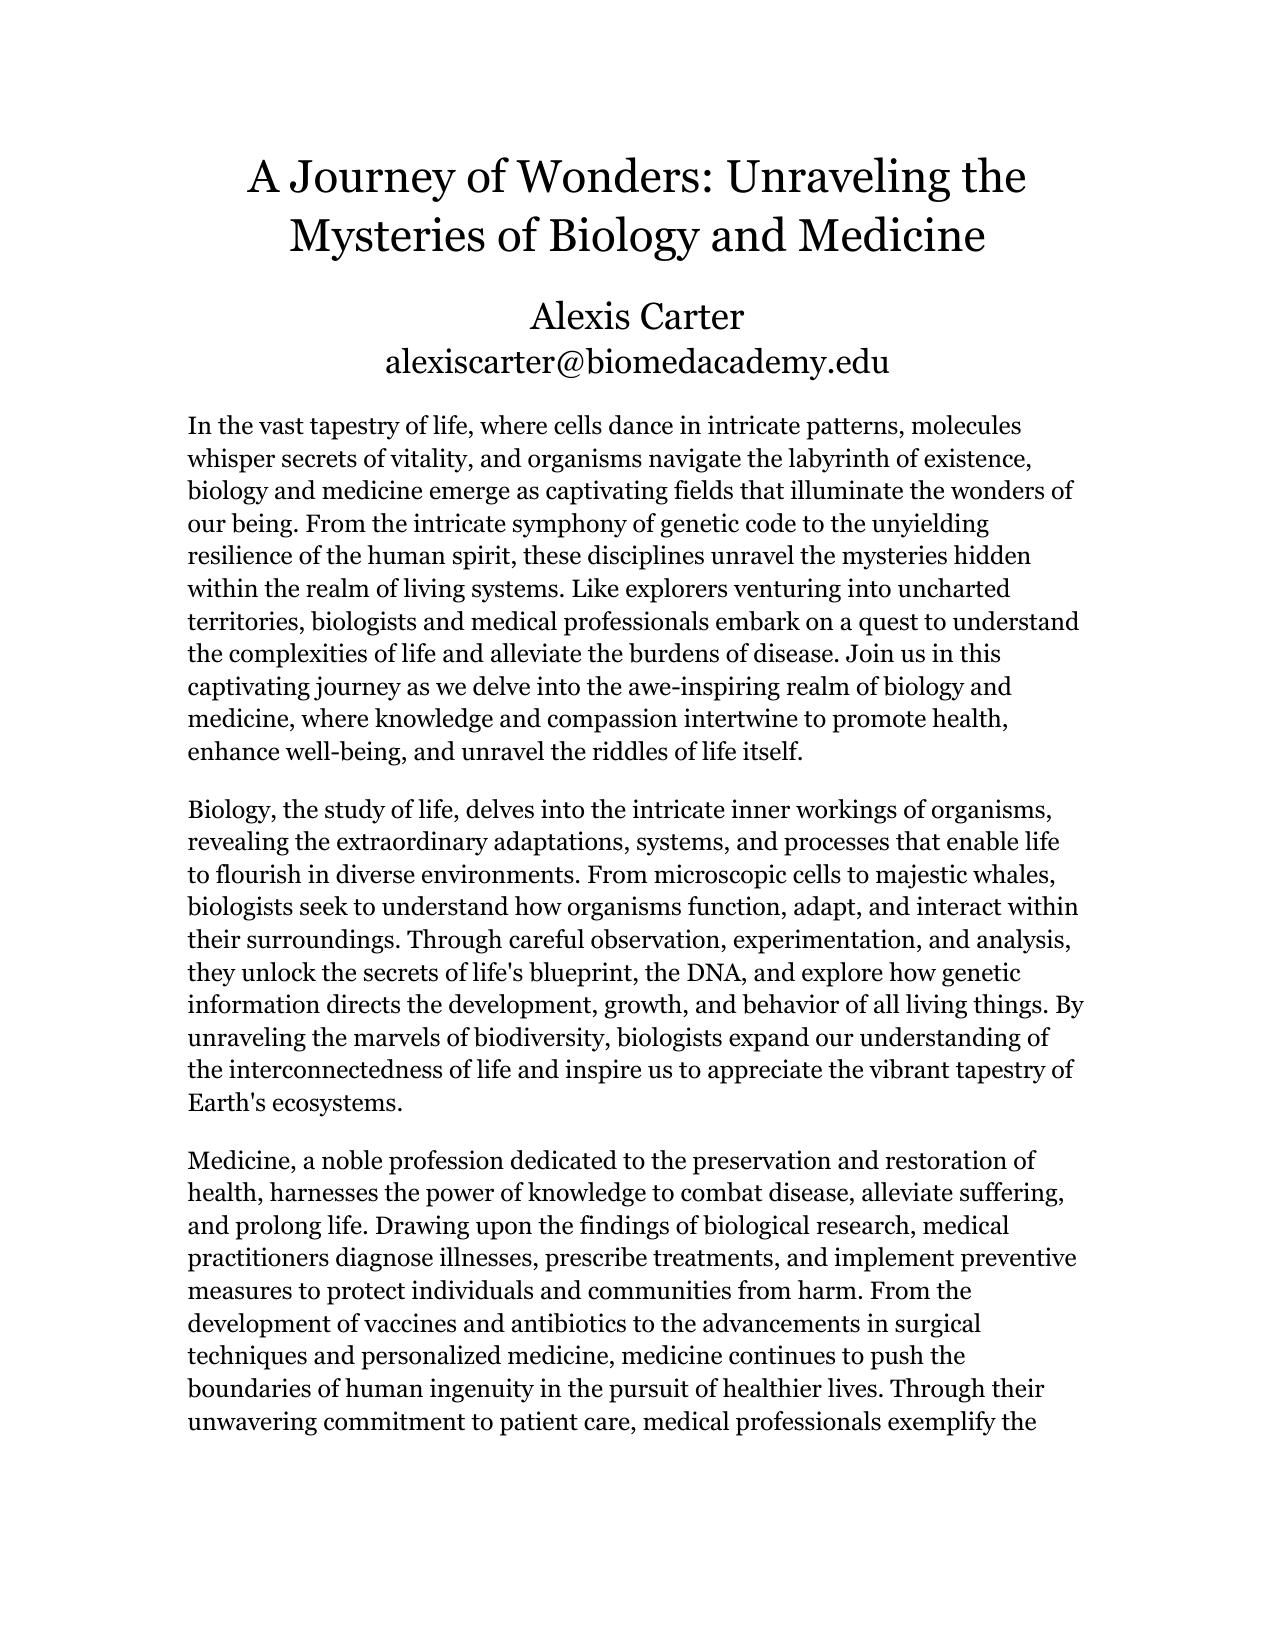 A Journey of Wonders: Unraveling the
Mysteries of Biology and Medicine
Alexis Carter
alexiscarter@biomedacademy.edu
In the vast tapestry of life, where cells dance in intricate patterns, molecules
whisper secrets of vitality, and organisms navigate the labyrinth of existence,
biology and medicine emerge as captivating fields that illuminate the wonders of
our being. From the intricate symphony of genetic code to the unyielding
resilience of the human spirit, these disciplines unravel the mysteries hidden
within the realm of living systems. Like explorers venturing into uncharted
territories, biologists and medical professionals embark on a quest to understand
the complexities of life and alleviate the burdens of disease. Join us in this
captivating journey as we delve into the awe-inspiring realm of biology and
medicine, where knowledge and compassion intertwine to promote health,
enhance well-being, and unravel the riddles of life itself.
Biology, the study of life, delves into the intricate inner workings of organisms,
revealing the extraordinary adaptations, systems, and processes that enable life
to flourish in diverse environments. From microscopic cells to majestic whales,
biologists seek to understand how organisms function, adapt, and interact within
their surroundings. Through careful observation, experimentation, and analysis,
they unlock the secrets of life's blueprint, the DNA, and explore how genetic
information directs the development, growth, and behavior of all living things. By
unraveling the marvels of biodiversity, biologists expand our understanding of
the interconnectedness of life and inspire us to appreciate the vibrant tapestry of
Earth's ecosystems.
Medicine, a noble profession dedicated to the preservation and restoration of
health, harnesses the power of knowledge to combat disease, alleviate suffering,
and prolong life. Drawing upon the findings of biological research, medical
practitioners diagnose illnesses, prescribe treatments, and implement preventive
measures to protect individuals and communities from harm. From the
development of vaccines and antibiotics to the advancements in surgical
techniques and personalized medicine, medicine continues to push the
boundaries of human ingenuity in the pursuit of healthier lives. Through their
unwavering commitment to patient care, medical professionals exemplify the